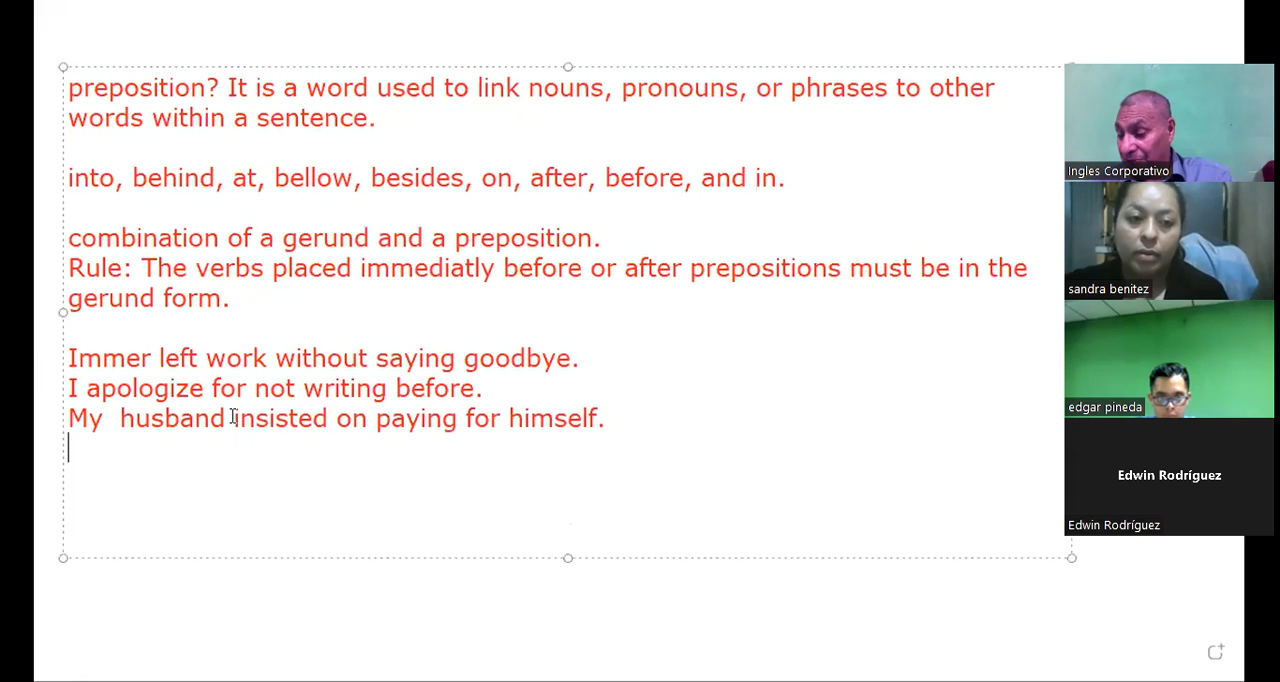 preposition? It is a word used to link nouns, pronouns, or phrases to other
words within a sentence.
into, behind, at, bellow, besides, on, after, before, and in.
combination of a gerund and a preposition.
Rule: The verbs placed immediatly before or after prepositions must be in the
gerund form.
Immer left work without saying goodbye.
I apologize for not writing before.
My  husband insisted on paying for himself.
Ingles Corporativo
sandra benitez
edgar pineda
Edwin Rodríguez
Edwin Rodríguez